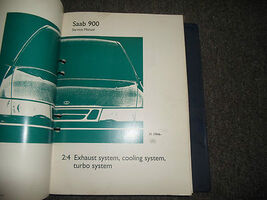 Saab 900
Service Manual
2:4 Exhaust system, cooling system,
turbo system